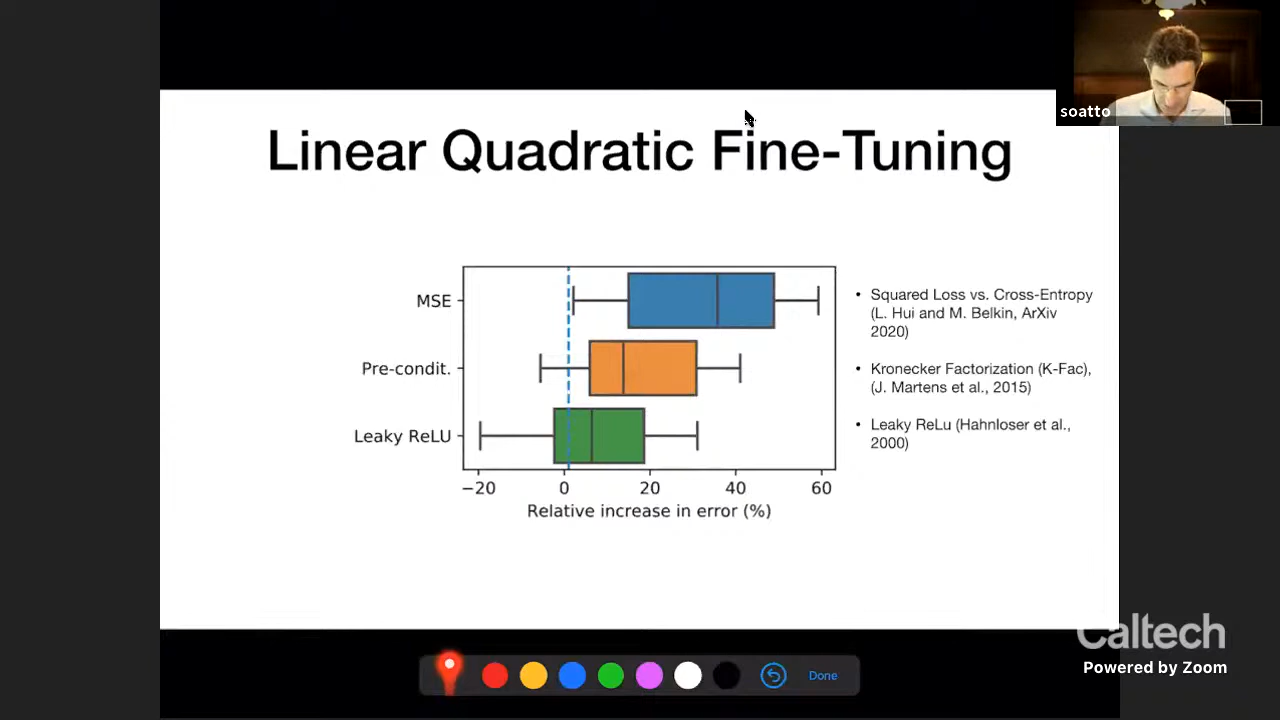 soatto
Linear Quadratic Fine-Tuning
MSE
Pre-condit.
Leaky ReLU
−20 0 20 40 60
Relative increase in error (%)
• Squared Loss vs. Cross-Entropy
(L. Hui and M. Belkin, ArXiv
2020)
• Kronecker Factorization (K-Fac),
(J. Martens et al., 2015)
• Leaky ReLu (Hahnloser et al.,
2000)
Caltech
Powered by Zoom
Done